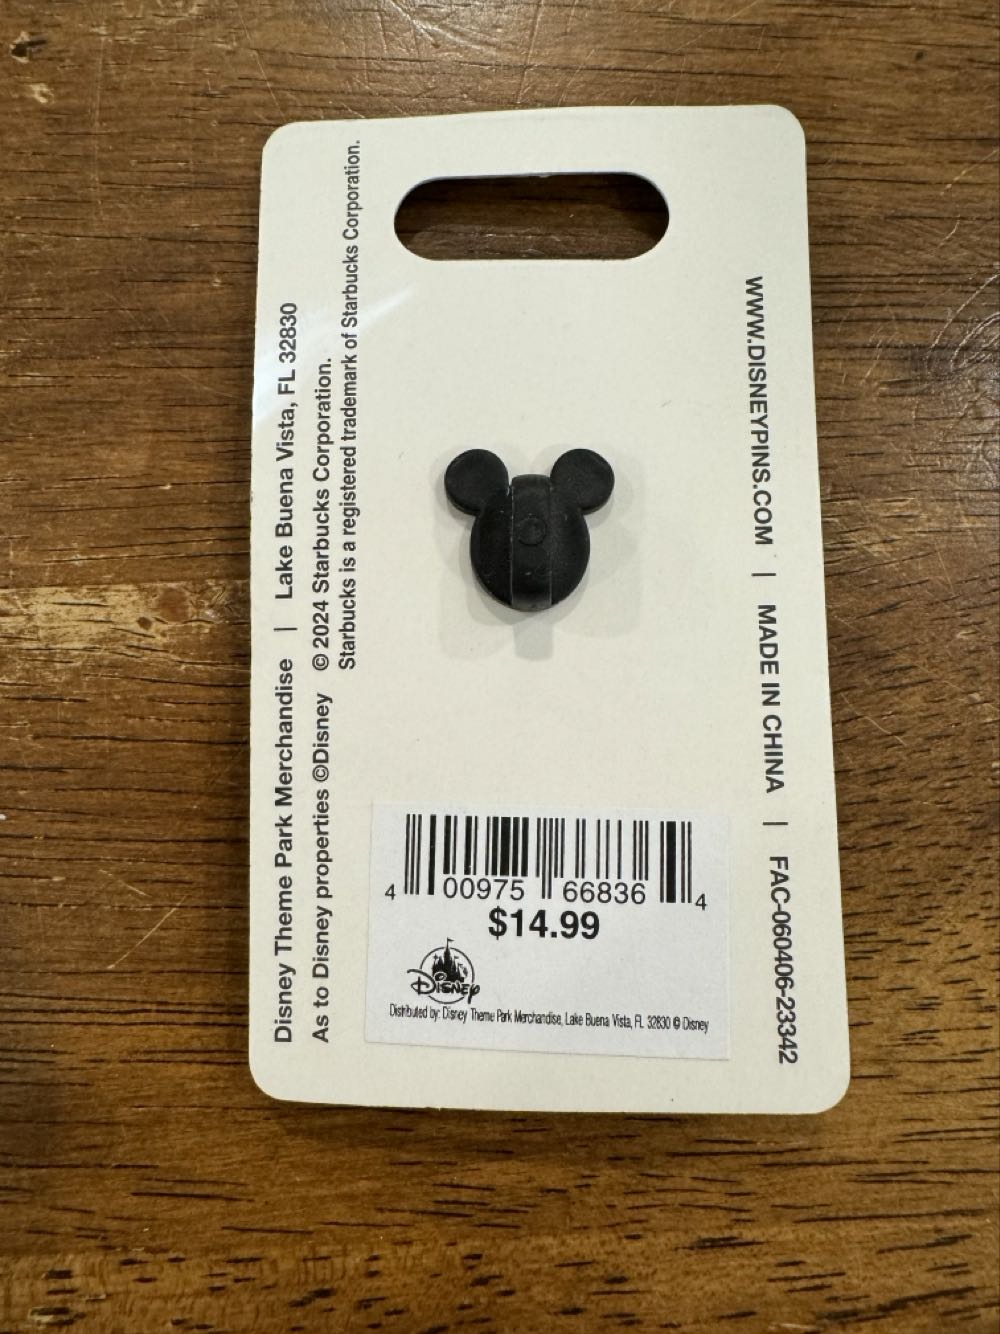 Disney Theme Park Merchandise | Lake Buena Vista, FL 32830
As to Disney properties ©Disney © 2024 Starbucks Corporation.
Starbucks is a registered trademark of Starbucks Corporation.
WWW.DISNEYPINS.COM | MADE IN CHINA | FAC-060406-23342
4 00975 66836 4
$14.99
Disney
Distributed by: Disney Theme Park Merchandise, Lake Buena Vista, FL 32830 © Disney